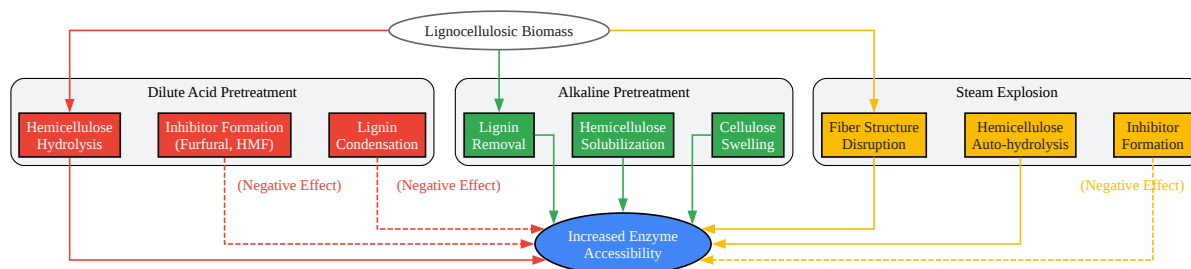 Lignocellulosic Biomass
Dilute Acid Pretreatment
Hemicellulose
Hydrolysis
Inhibitor Formation
(Furfural, HMF)
Lignin
Condensation
Alkaline Pretreatment
Lignin
Removal
Hemicellulose
Solubilization
Cellulose
Swelling
Steam Explosion
Fiber Structure
Disruption
Hemicellulose
Auto-hydrolysis
Inhibitor
Formation
(Negative Effect)
(Negative Effect)
(Negative Effect)
Increased Enzyme
Accessibility